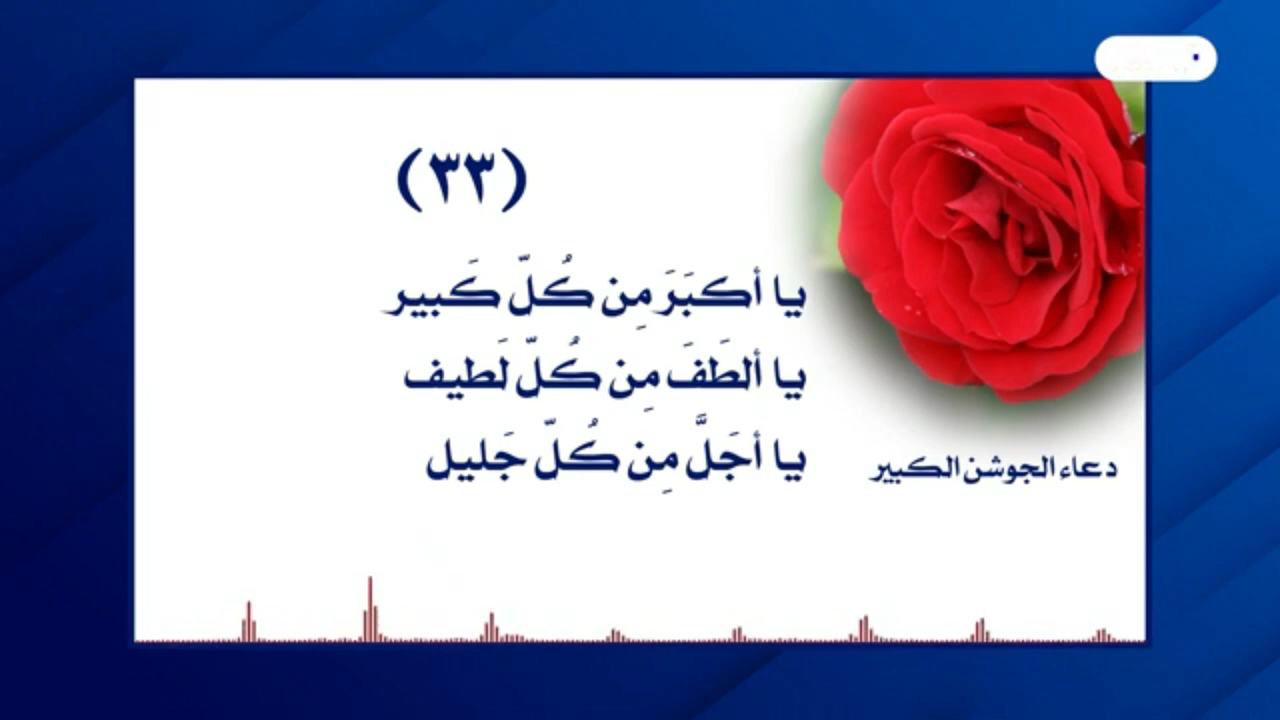 (٣٣)
يا أكبَرَ مِن كُلّ كَبير
يا ألطَفَ مِن كُلّ لَطيف
يا أجَلَّ مِن كُلّ جَليل
دعاء الجوشن الكبير